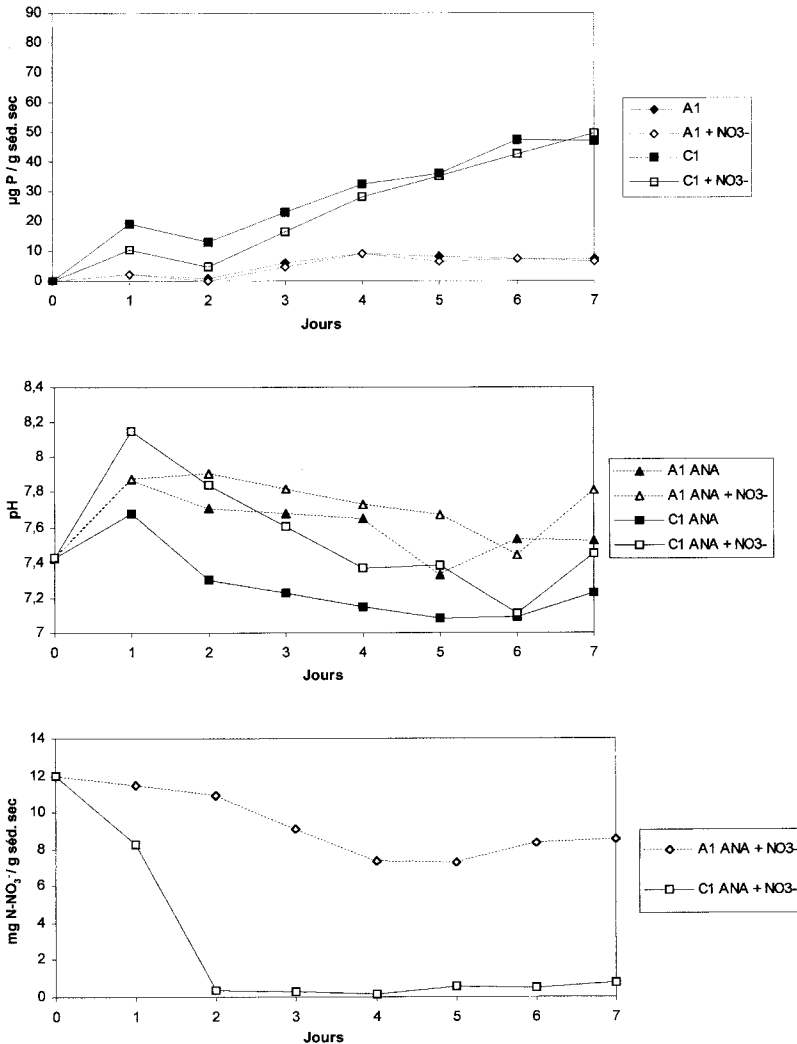 90
80
70
60
50
40
30
20
10
0
µg P / g séd. sec
0 1 2 3 4 5 6 7
Jours
A1
A1 + NO3-
C1
C1 + NO3-
8,4
8,2
8
7,8
7,6
7,4
7,2
7
pH
0 1 2 3 4 5 6 7
Jours
A1 ANA
A1 ANA + NO3-
C1 ANA
C1 ANA + NO3-
14
12
10
8
6
4
2
0
mg N-NO3-/ g séd. sec
0 1 2 3 4 5 6 7
Jours
A1 ANA + NO3-
C1 ANA + NO3-